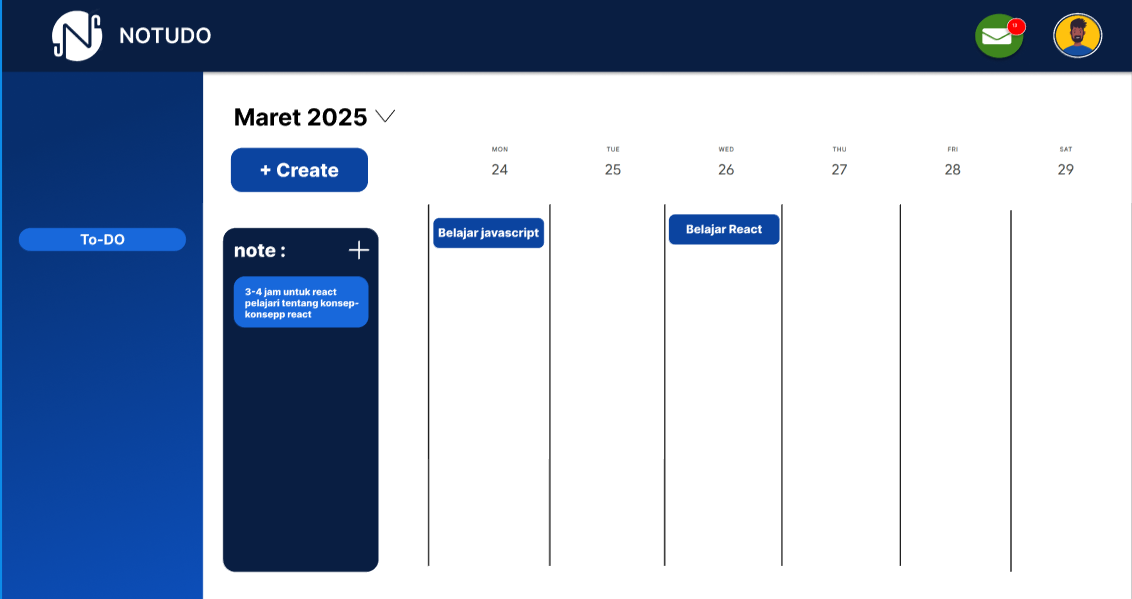 NOTUDO
Maret 2025
+ Create
MON TUE WED THU FRI SAT
24 25 26 27 28 29
To-DO
note :
3-4 jam untuk react
pelajari tentang konsep-
konsepp react
Belajar javascript
Belajar React